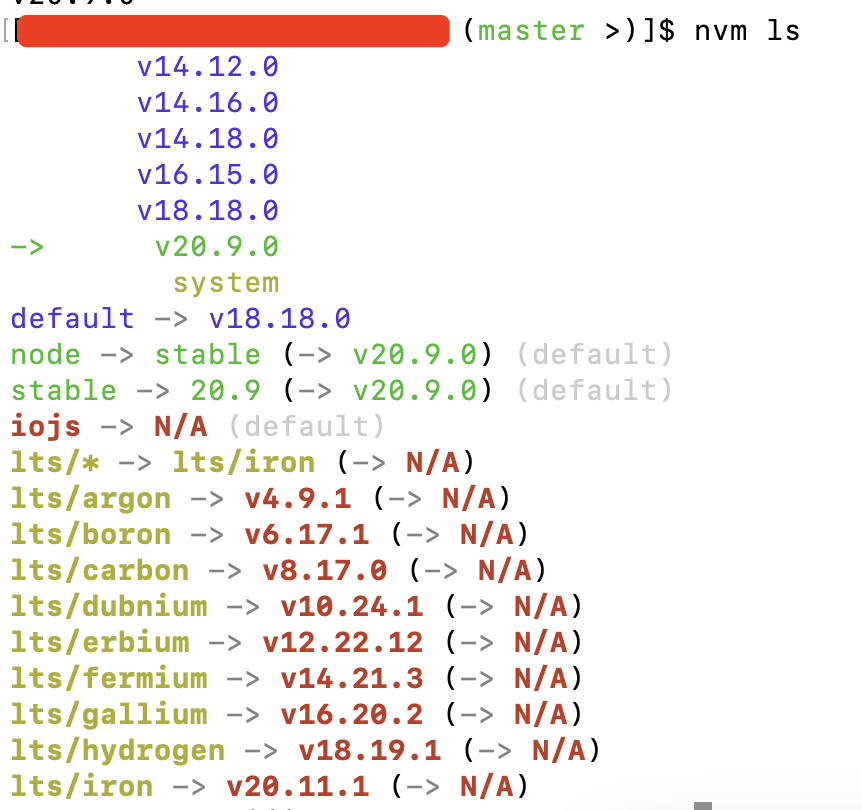 v20.9.0
[[ (master >)]$ nvm ls
v14.12.0
v14.16.0
v14.18.0
v16.15.0
v18.18.0
-> v20.9.0
system
default -> v18.18.0
node -> stable (-> v20.9.0) (default)
stable -> 20.9 (-> v20.9.0) (default)
iojs -> N/A (default)
lts/* -> lts/iron (-> N/A)
lts/argon -> v4.9.1 (-> N/A)
lts/boron -> v6.17.1 (-> N/A)
lts/carbon -> v8.17.0 (-> N/A)
lts/dubnium -> v10.24.1 (-> N/A)
lts/erbium -> v12.22.12 (-> N/A)
lts/fermium -> v14.21.3 (-> N/A)
lts/gallium -> v16.20.2 (-> N/A)
lts/hydrogen -> v18.19.1 (-> N/A)
lts/iron -> v20.11.1 (-> N/A)